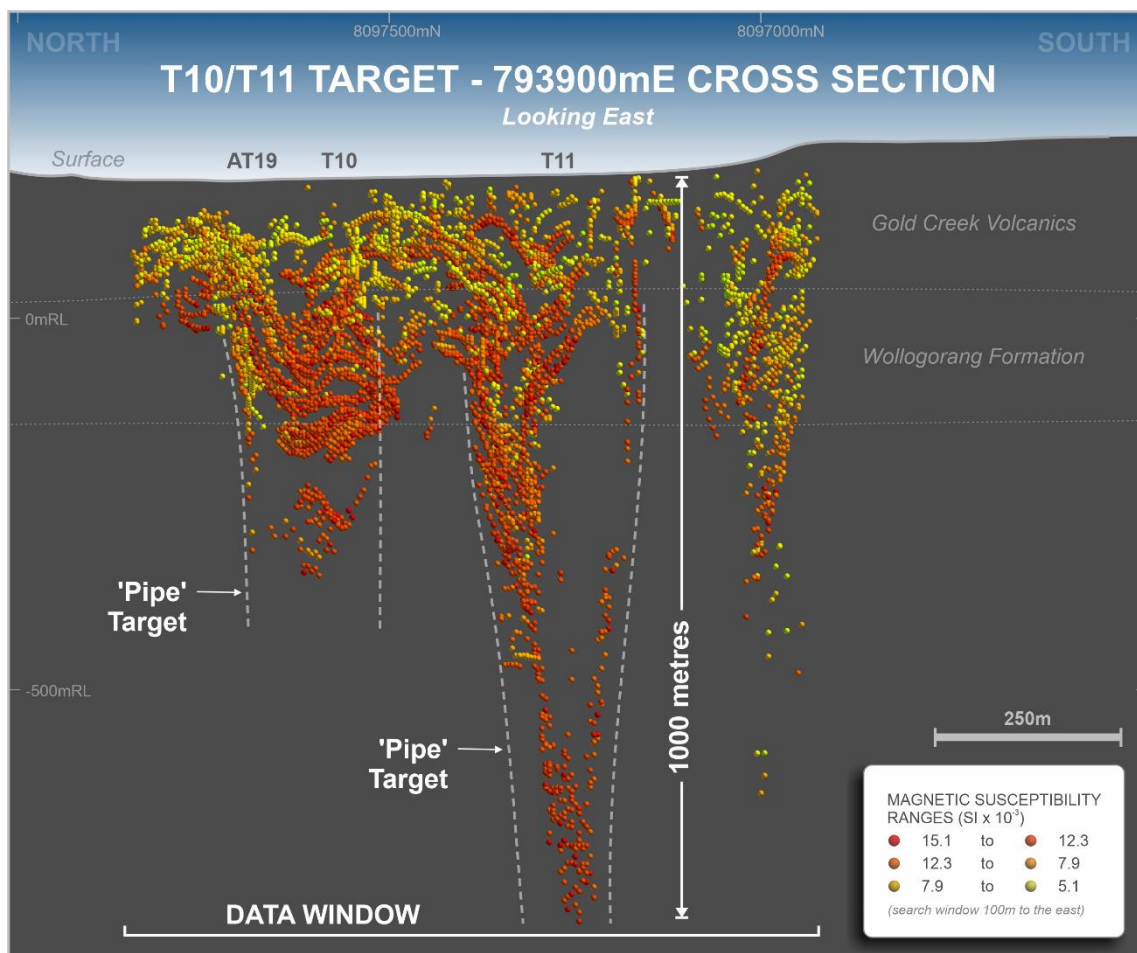 8097500mN
8097000mN
NORTH
SOUTH
T10/T11 TARGET - 793900mE CROSS SECTION
Looking East
Surface
AT19
T10
T11
Gold Creek Volcanics
0mRL
Wollogorang Formation
'Pipe'
Target
-500mRL
1000 metres
'Pipe'
Target
250m
MAGNETIC SUSCEPTIBILITY
RANGES (SI x 10⁻³)
15.1 to 12.3
12.3 to 7.9
7.9 to 5.1
(search window 100m to the east)
DATA WINDOW